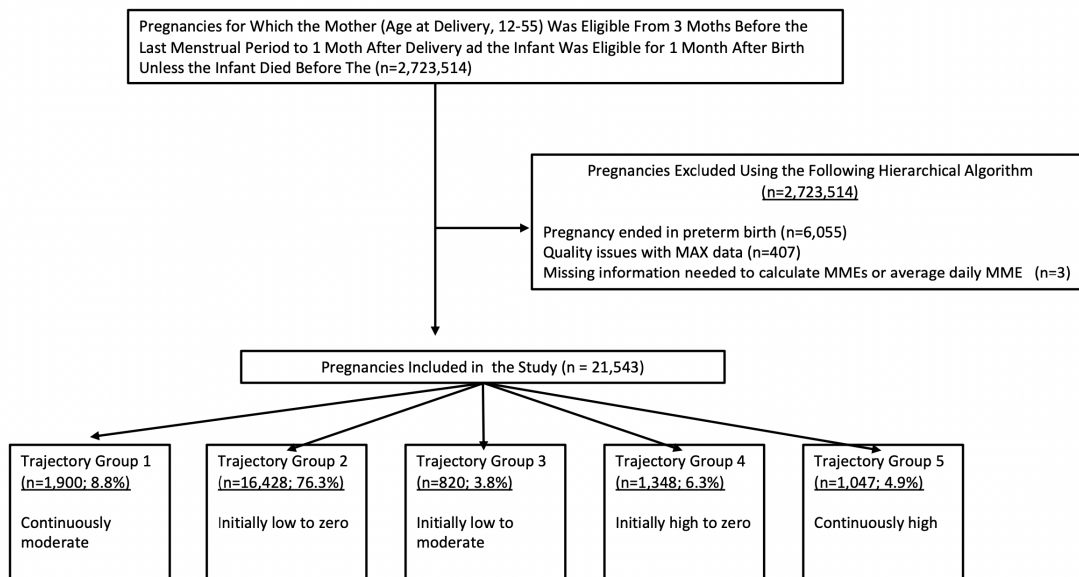 Pregnancies for Which the Mother (Age at Delivery, 12-55) Was Eligible From 3 Moths Before the
Last Menstrual Period to 1 Moth After Delivery ad the Infant Was Eligible for 1 Month After Birth
Unless the Infant Died Before The (n=2,723,514)
Pregnancies Excluded Using the Following Hierarchical Algorithm
(n=2,723,514)
Pregnancy ended in preterm birth (n=6,055)
Quality issues with MAX data (n=407)
Missing information needed to calculate MMEs or average daily MME (n=3)
Pregnancies Included in the Study (n = 21,543)
Trajectory Group 1
(n=1,900; 8.8%)
Continuously
moderate
Trajectory Group 2
(n=16,428; 76.3%)
Initially low to zero
Trajectory Group 3
(n=820; 3.8%)
Initially low to
moderate
Trajectory Group 4
(n=1,348; 6.3%)
Initially high to zero
Trajectory Group 5
(n=1,047; 4.9%)
Continuously high